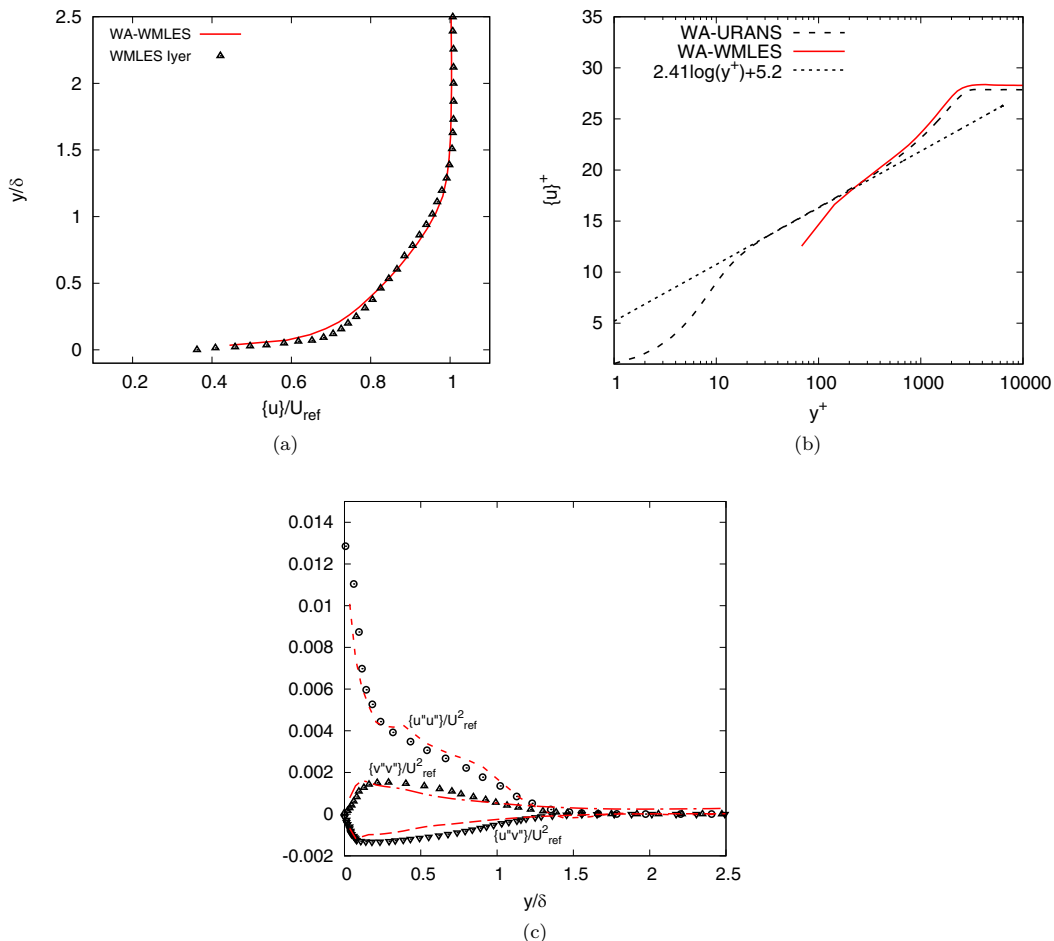 2.5
2
1.5
1
0.5
0
y/δ
WA-WMLES
WMLES Iyer
0.2
0.4
0.6
0.8
1
{u}/U_ref
(a)
35
30
25
20
15
10
5
{u}⁺
WA-URANS
WA-WMLES
2.41log(y⁺)+5.2
1
10
100
1000
10000
y⁺
(b)
0.014
0.012
0.01
0.008
0.006
0.004
0.002
0
-0.002
{u"u"}/U²_ref
{v"v"}/U²_ref
{u"v"}/U²_ref
0
0.5
1
1.5
2
2.5
y/δ
(c)